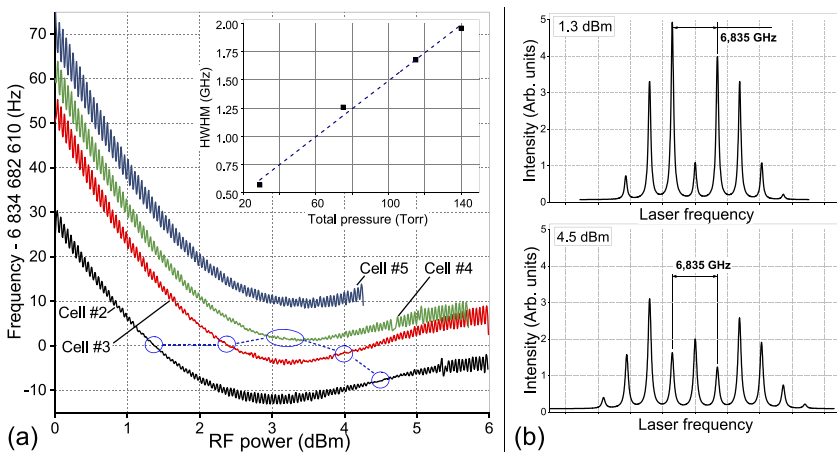 70
60
50
40
30
20
10
0
-10
Frequency - 6 834 682 610 (Hz)
0
1
2
3
4
5
6
RF power (dBm)
(a)
Cell #2
Cell #3
Cell #5
Cell #4
2.00
1.75
1.50
1.25
1.00
0.75
0.50
HWHM (GHz)
20
60
100
140
Total pressure (Torr)
1.3 dBm
6,835 GHz
5
4
3
2
1
0
Intensity (Arb. units)
Laser frequency
4.5 dBm
6,835 GHz
5
4
3
2
1
0
Intensity (Arb. units)
Laser frequency
(b)